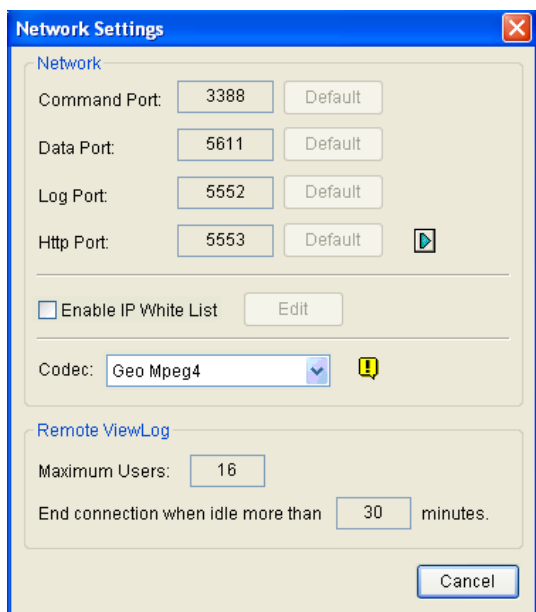 Network Settings
Network
Command Port: 3388 Default
Data Port: 5611 Default
Log Port: 5552 Default
Http Port: 5553 Default
Enable IP White List Edit
Codec: Geo Mpeg4
Remote ViewLog
Maximum Users: 16
End connection when idle more than 30 minutes.
Cancel